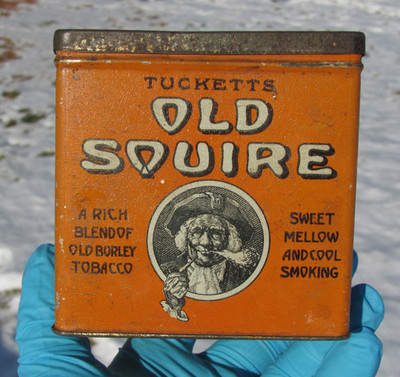 TUCKETTS
OLD
SQUIRE
A RICH
BLEND OF
OLD BURLEY
TOBACCO
SWEET
MELLOW
AND COOL
SMOKING